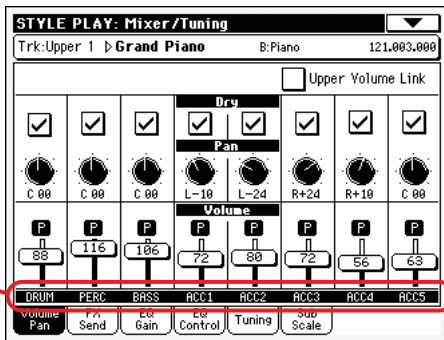 STYLE PLAY: Mixer/Tuning
Trk:Upper 1 Grand Piano B:Piano 121.003.000
Upper Volume Link
Dry
Pan
C 00 C 00 C 00 L-10 L-24 R+24 R+10 C 00
Volume
P P P P P P P P
88 116 106 72 80 72 56 63
DRUM PERC BASS ACC1 ACC2 ACC3 ACC4 ACC5
Volume Pan FX Send EQ Gain EQ Control Tuning Sub Scale